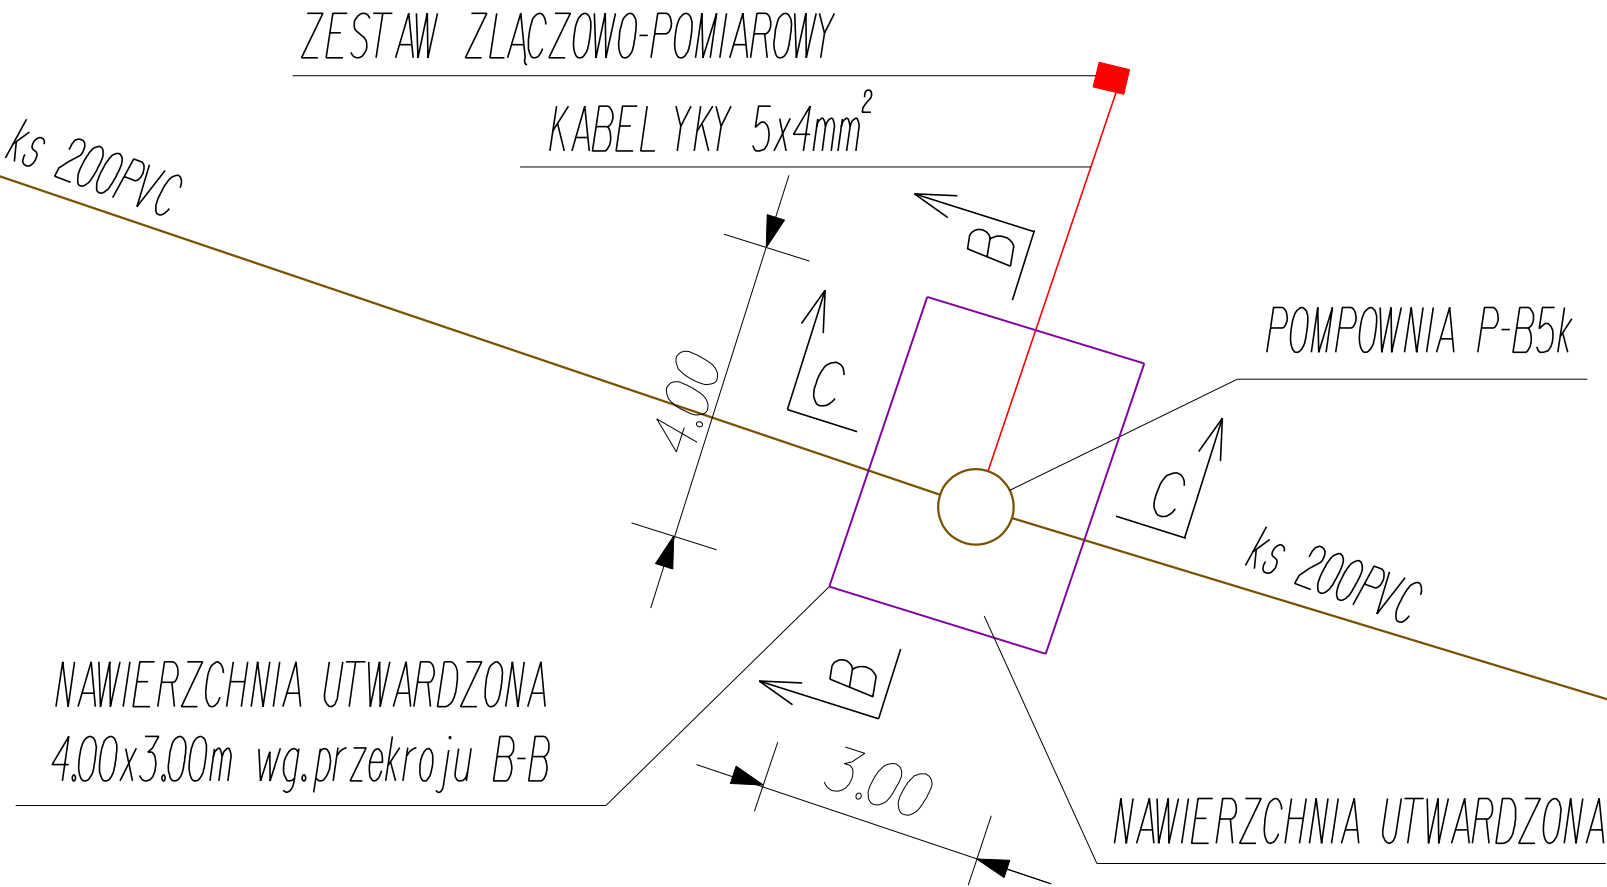 ZESTAW ZLĄCZOWO-POMIAROWY
KABEL YKY 5x4mm²
ks 200PVC
B
C
4.00
POMPOWNIA P-B5k
C
ks 200PVC
B
NAWIERZCHNIA UTWARDZONA
4.00x3.00m wg.przekroju B-B
3.00
NAWIERZCHNIA UTWARDZONA